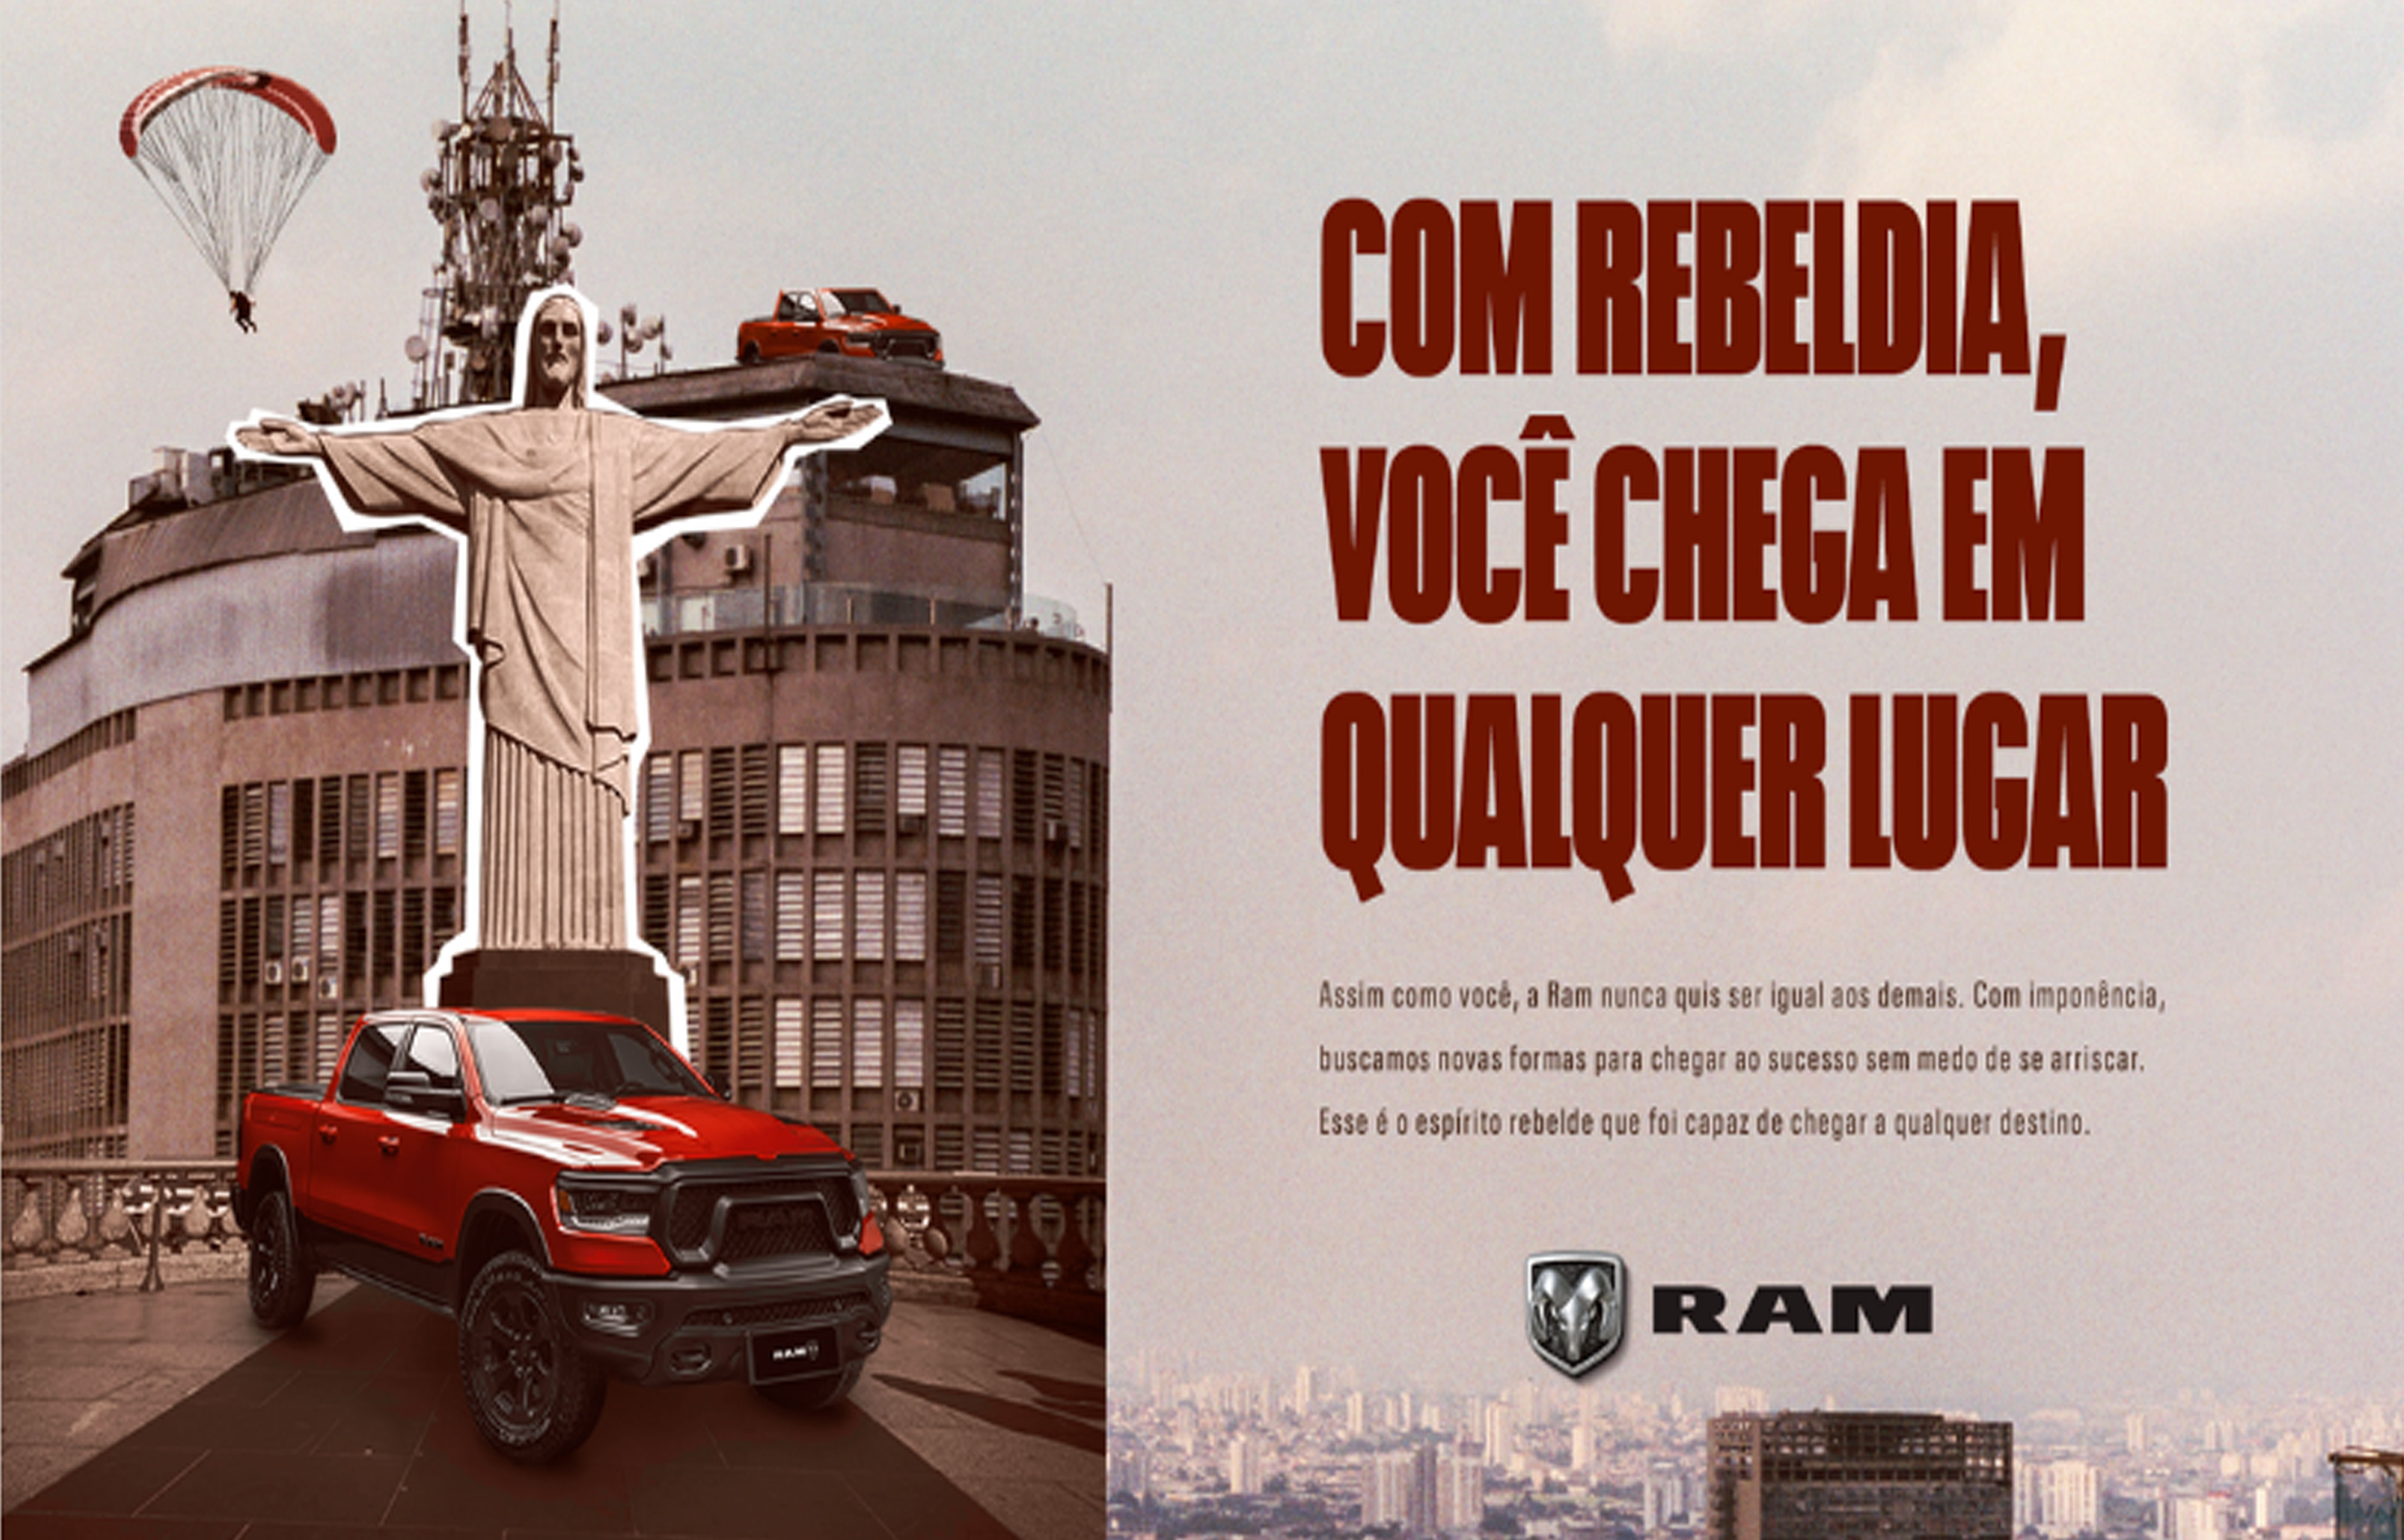 COM REBELDIA,
VOCÊ CHEGA EM
QUALQUER LUGAR
Assim como você, a Ram nunca quis ser igual aos demais. Com imponência,
buscamos novas formas para chegar ao sucesso sem medo de se arriscar.
Esse é o espírito rebelde que foi capaz de chegar a qualquer destino.
RAM
RAM